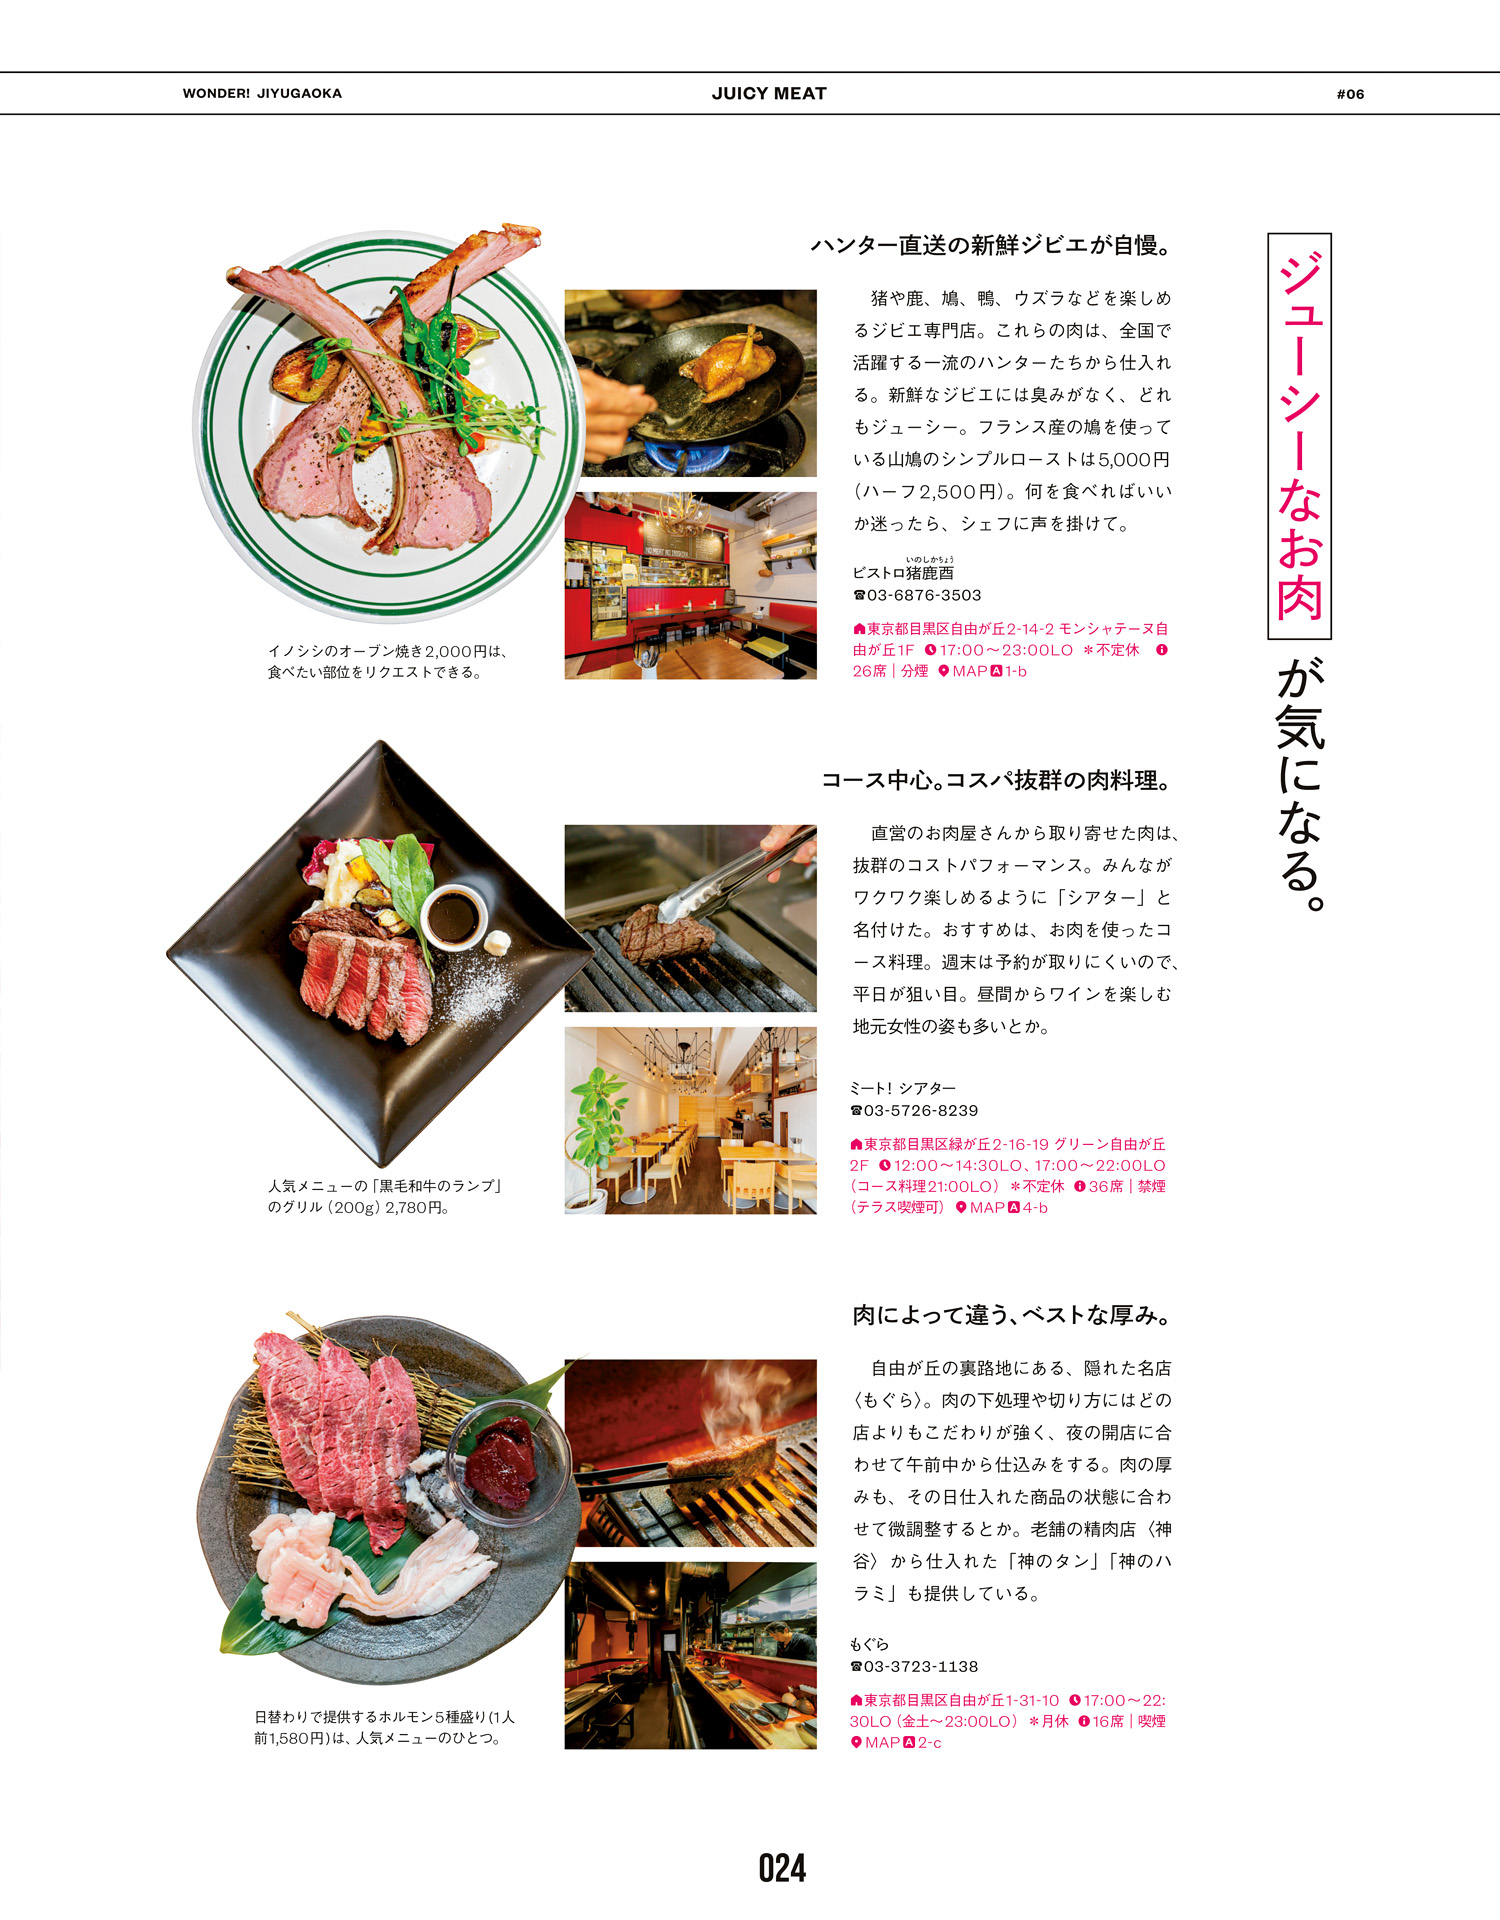 WONDER! JIYUGAOKA
JUICY MEAT
#06
ジューシーなお肉が気になる。
ハンター直送の新鮮ジビエが自慢。
猪や鹿、鳩、鴨、ウズラなどを楽しめ
るジビエ専門店。これらの肉は、全国で
活躍する一流のハンターたちから仕入れ
る。新鮮なジビエには臭みがなく、どれ
もジューシー。フランス産の鳩を使って
いる山鳩のシンプルローストは5,000円
（ハーフ2,500円）。何を食べればいい
か迷ったら、シェフに声を掛けて。
いのしかちょう
ビストロ猪鹿酉
☎03-6876-3503
東京都目黒区自由が丘2-14-2 モンシャテーヌ自
由が丘1F 17:00〜23:00LO ＊不定休
26席｜分煙 MAP A 1-b
イノシシのオーブン焼き2,000円は、
食べたい部位をリクエストできる。
コース中心。コスパ抜群の肉料理。
直営のお肉屋さんから取り寄せた肉は、
抜群のコストパフォーマンス。みんなが
ワクワク楽しめるように「シアター」と
名付けた。おすすめは、お肉を使ったコ
ース料理。週末は予約が取りにくいので、
平日が狙い目。昼間からワインを楽しむ
地元女性の姿も多いとか。
ミート！ シアター
☎03-5726-8239
東京都目黒区緑が丘2-16-19 グリーン自由が丘
2F 12:00〜14:30LO、17:00〜22:00LO
（コース料理21:00LO） ＊不定休 36席｜禁煙
（テラス喫煙可） MAP A 4-b
人気メニューの「黒毛和牛のランプ」
のグリル（200g）2,780円。
肉によって違う、ベストな厚み。
自由が丘の裏路地にある、隠れた名店
〈もぐら〉。肉の下処理や切り方にはどの
店よりもこだわりが強く、夜の開店に合
わせて午前中から仕込みをする。肉の厚
みも、その日仕入れた商品の状態に合わ
せて微調整するとか。老舗の精肉店〈神
谷〉から仕入れた「神のタン」「神のハ
ラミ」も提供している。
もぐら
☎03-3723-1138
東京都目黒区自由が丘1-31-10 17:00〜22:
30LO（金土〜23:00LO） ＊月休 16席｜喫煙
MAP A 2-c
日替わりで提供するホルモン5種盛り(1人
前1,580円)は、人気メニューのひとつ。
024